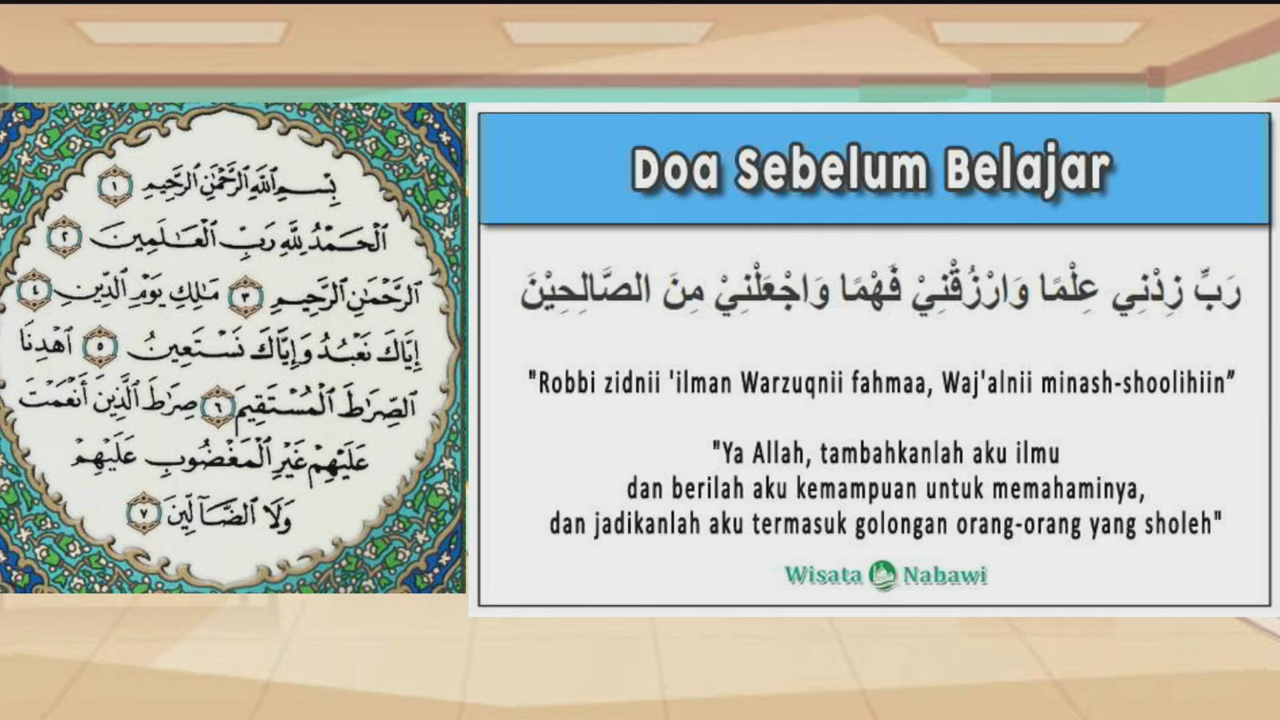 بِسْمِ ٱللَّهِ ٱلرَّحْمَٰنِ ٱلرَّحِيمِ ١
ٱلْحَمْدُ لِلَّهِ رَبِّ ٱلْعَٰلَمِينَ ٢
ٱلرَّحْمَٰنِ ٱلرَّحِيمِ ٣ مَٰلِكِ يَوْمِ ٱلدِّينِ ٤
إِيَّاكَ نَعْبُدُ وَإِيَّاكَ نَسْتَعِينُ ٥ ٱهْدِنَا
ٱلصِّرَٰطَ ٱلْمُسْتَقِيمَ ٦ صِرَٰطَ ٱلَّذِينَ أَنْعَمْتَ
عَلَيْهِمْ غَيْرِ ٱلْمَغْضُوبِ عَلَيْهِمْ
وَلَا ٱلضَّآلِّينَ ٧
Doa Sebelum Belajar
رَبِّ زِدْنِي عِلْمًا وَارْزُقْنِيْ فَهْمًا وَاجْعَلْنِيْ مِنَ الصَّالِحِيْنَ
"Robbi zidnii 'ilman Warzuqnii fahmaa, Waj'alnii minash-shoolihiin”
"Ya Allah, tambahkanlah aku ilmu
dan berilah aku kemampuan untuk memahaminya,
dan jadikanlah aku termasuk golongan orang-orang yang sholeh"
Wisata Nabawi